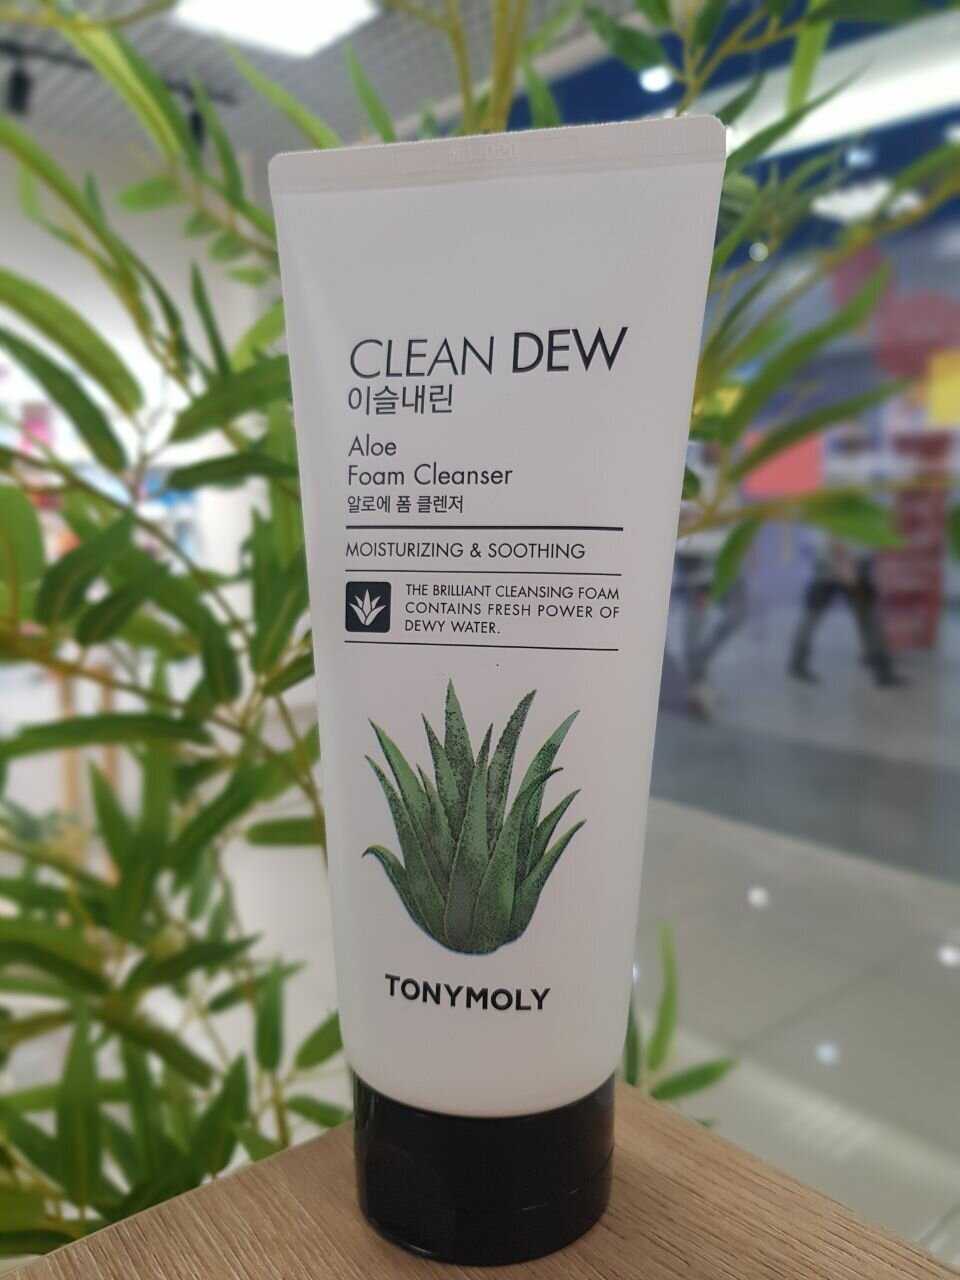 CLEAN DEW
이슬내린
Aloe
Foam Cleanser
알로에 폼 클렌저
MOISTURIZING & SOOTHING
THE BRILLIANT CLEANSING FOAM
CONTAINS FRESH POWER OF
DEWY WATER.
TONYMOLY